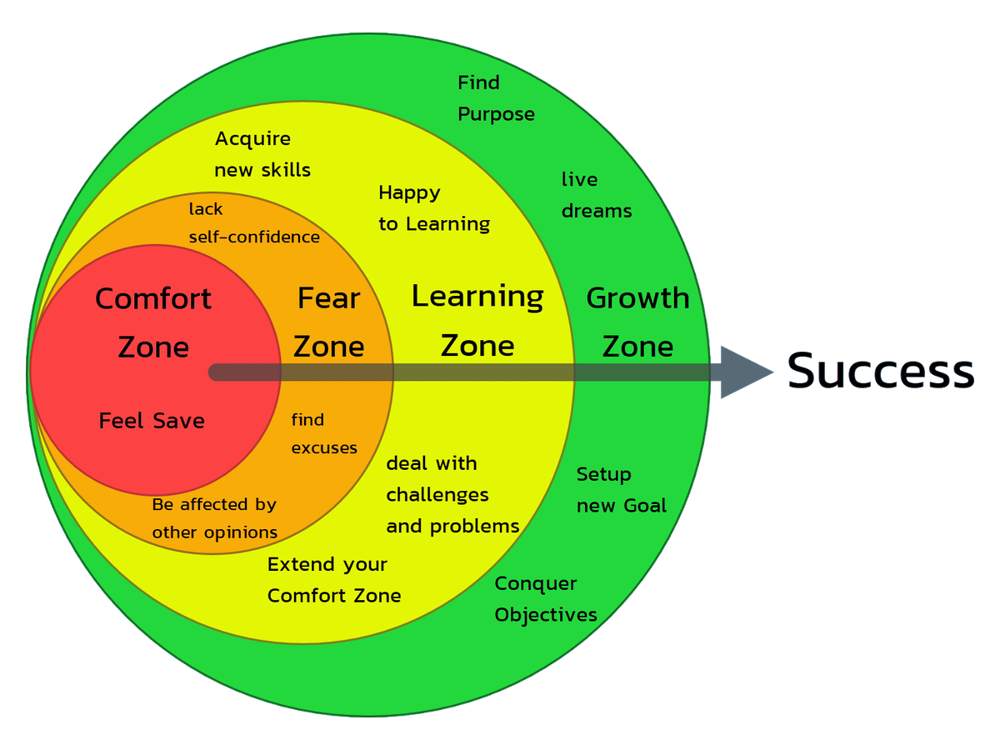 Find
Purpose
Acquire
new skills
live
dreams
Happy
to Learning
lack
self-confidence
Comfort
Zone
Fear
Zone
Learning
Zone
Growth
Zone
Success
Feel Save
find
excuses
deal with
challenges
and problems
Setup
new Goal
Be affected by
other opinions
Extend your
Comfort Zone
Conquer
Objectives